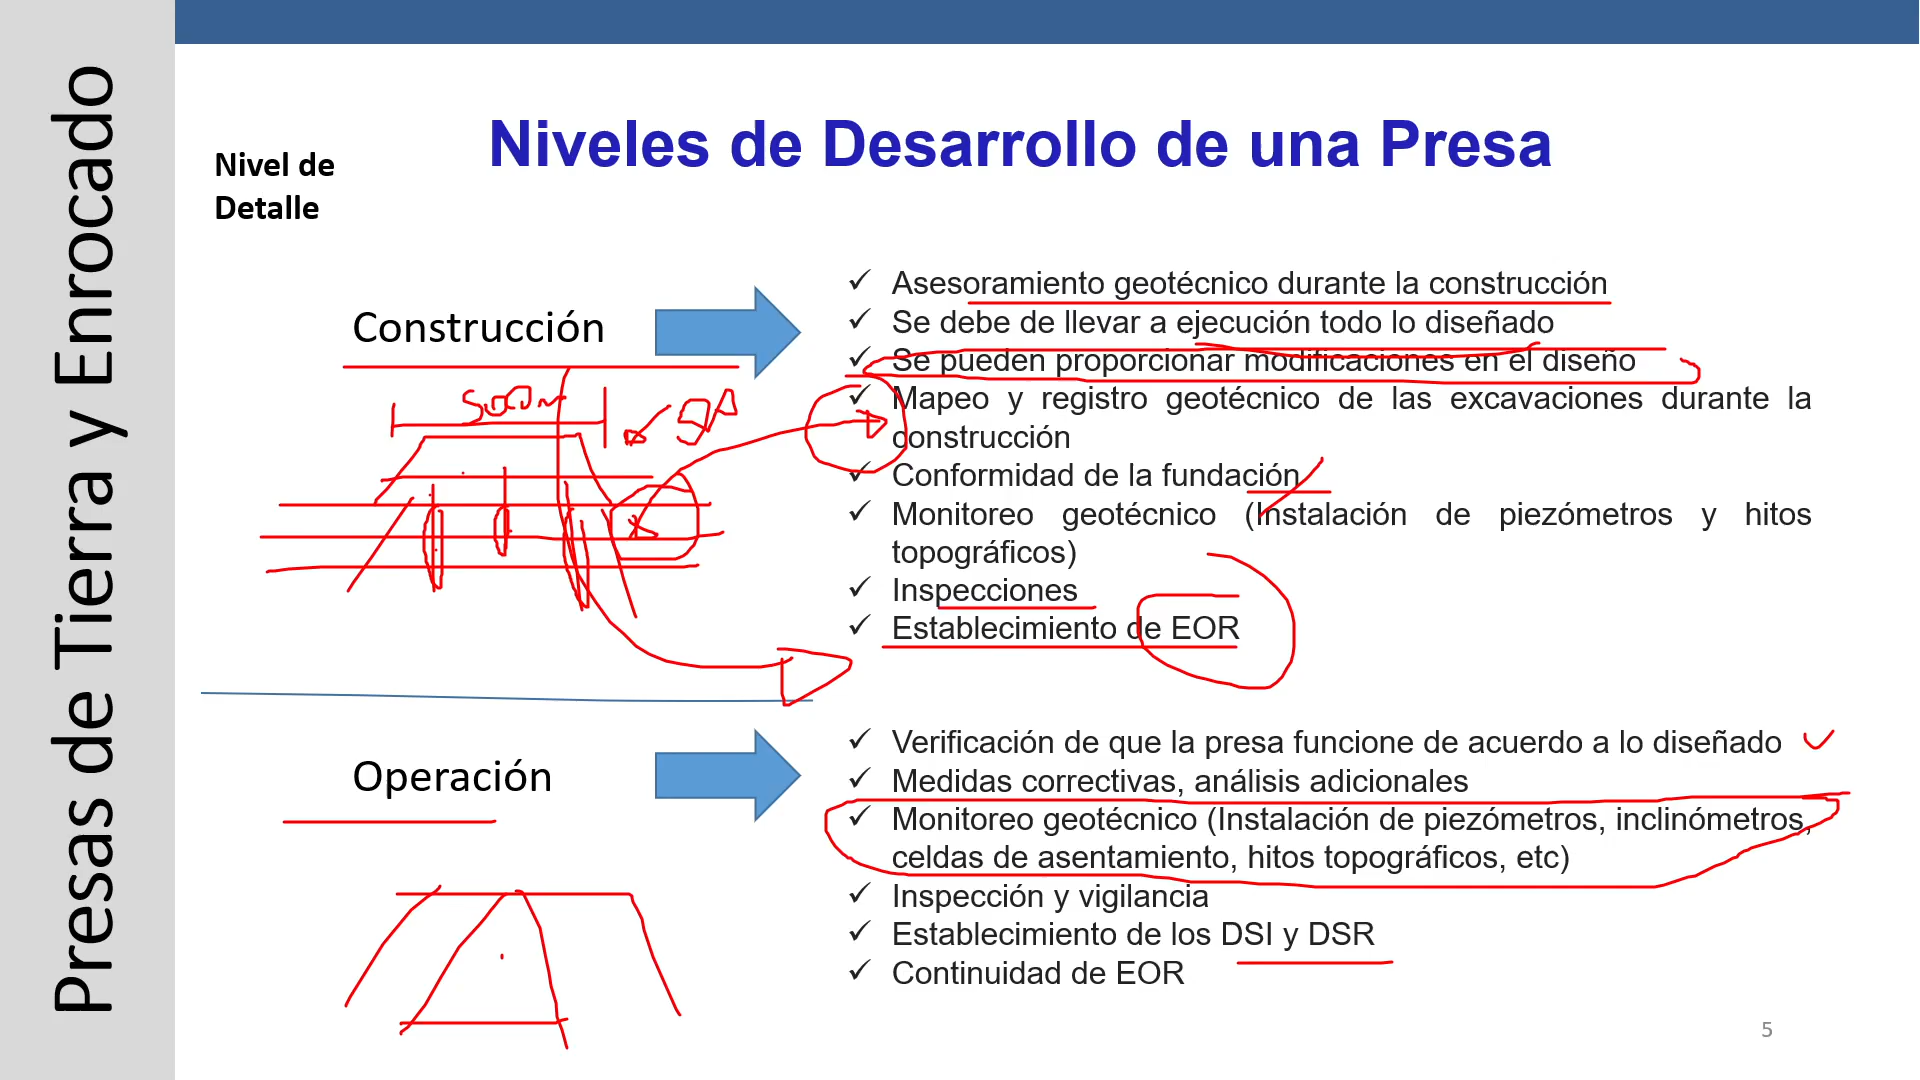 Presas de Tierra y Enrocado
Niveles de Desarrollo de una Presa
Nivel de
Detalle
Construcción
500m
✓ Asesoramiento geotécnico durante la construcción
✓ Se debe de llevar a ejecución todo lo diseñado
✓ Se pueden proporcionar modificaciones en el diseño
✓ Mapeo y registro geotécnico de las excavaciones durante la
construcción
✓ Conformidad de la fundación
✓ Monitoreo geotécnico (Instalación de piezómetros y hitos
topográficos)
✓ Inspecciones
✓ Establecimiento de EOR
Operación
✓ Verificación de que la presa funcione de acuerdo a lo diseñado
✓ Medidas correctivas, análisis adicionales
✓ Monitoreo geotécnico (Instalación de piezómetros, inclinómetros,
celdas de asentamiento, hitos topográficos, etc)
✓ Inspección y vigilancia
✓ Establecimiento de los DSI y DSR
✓ Continuidad de EOR
5